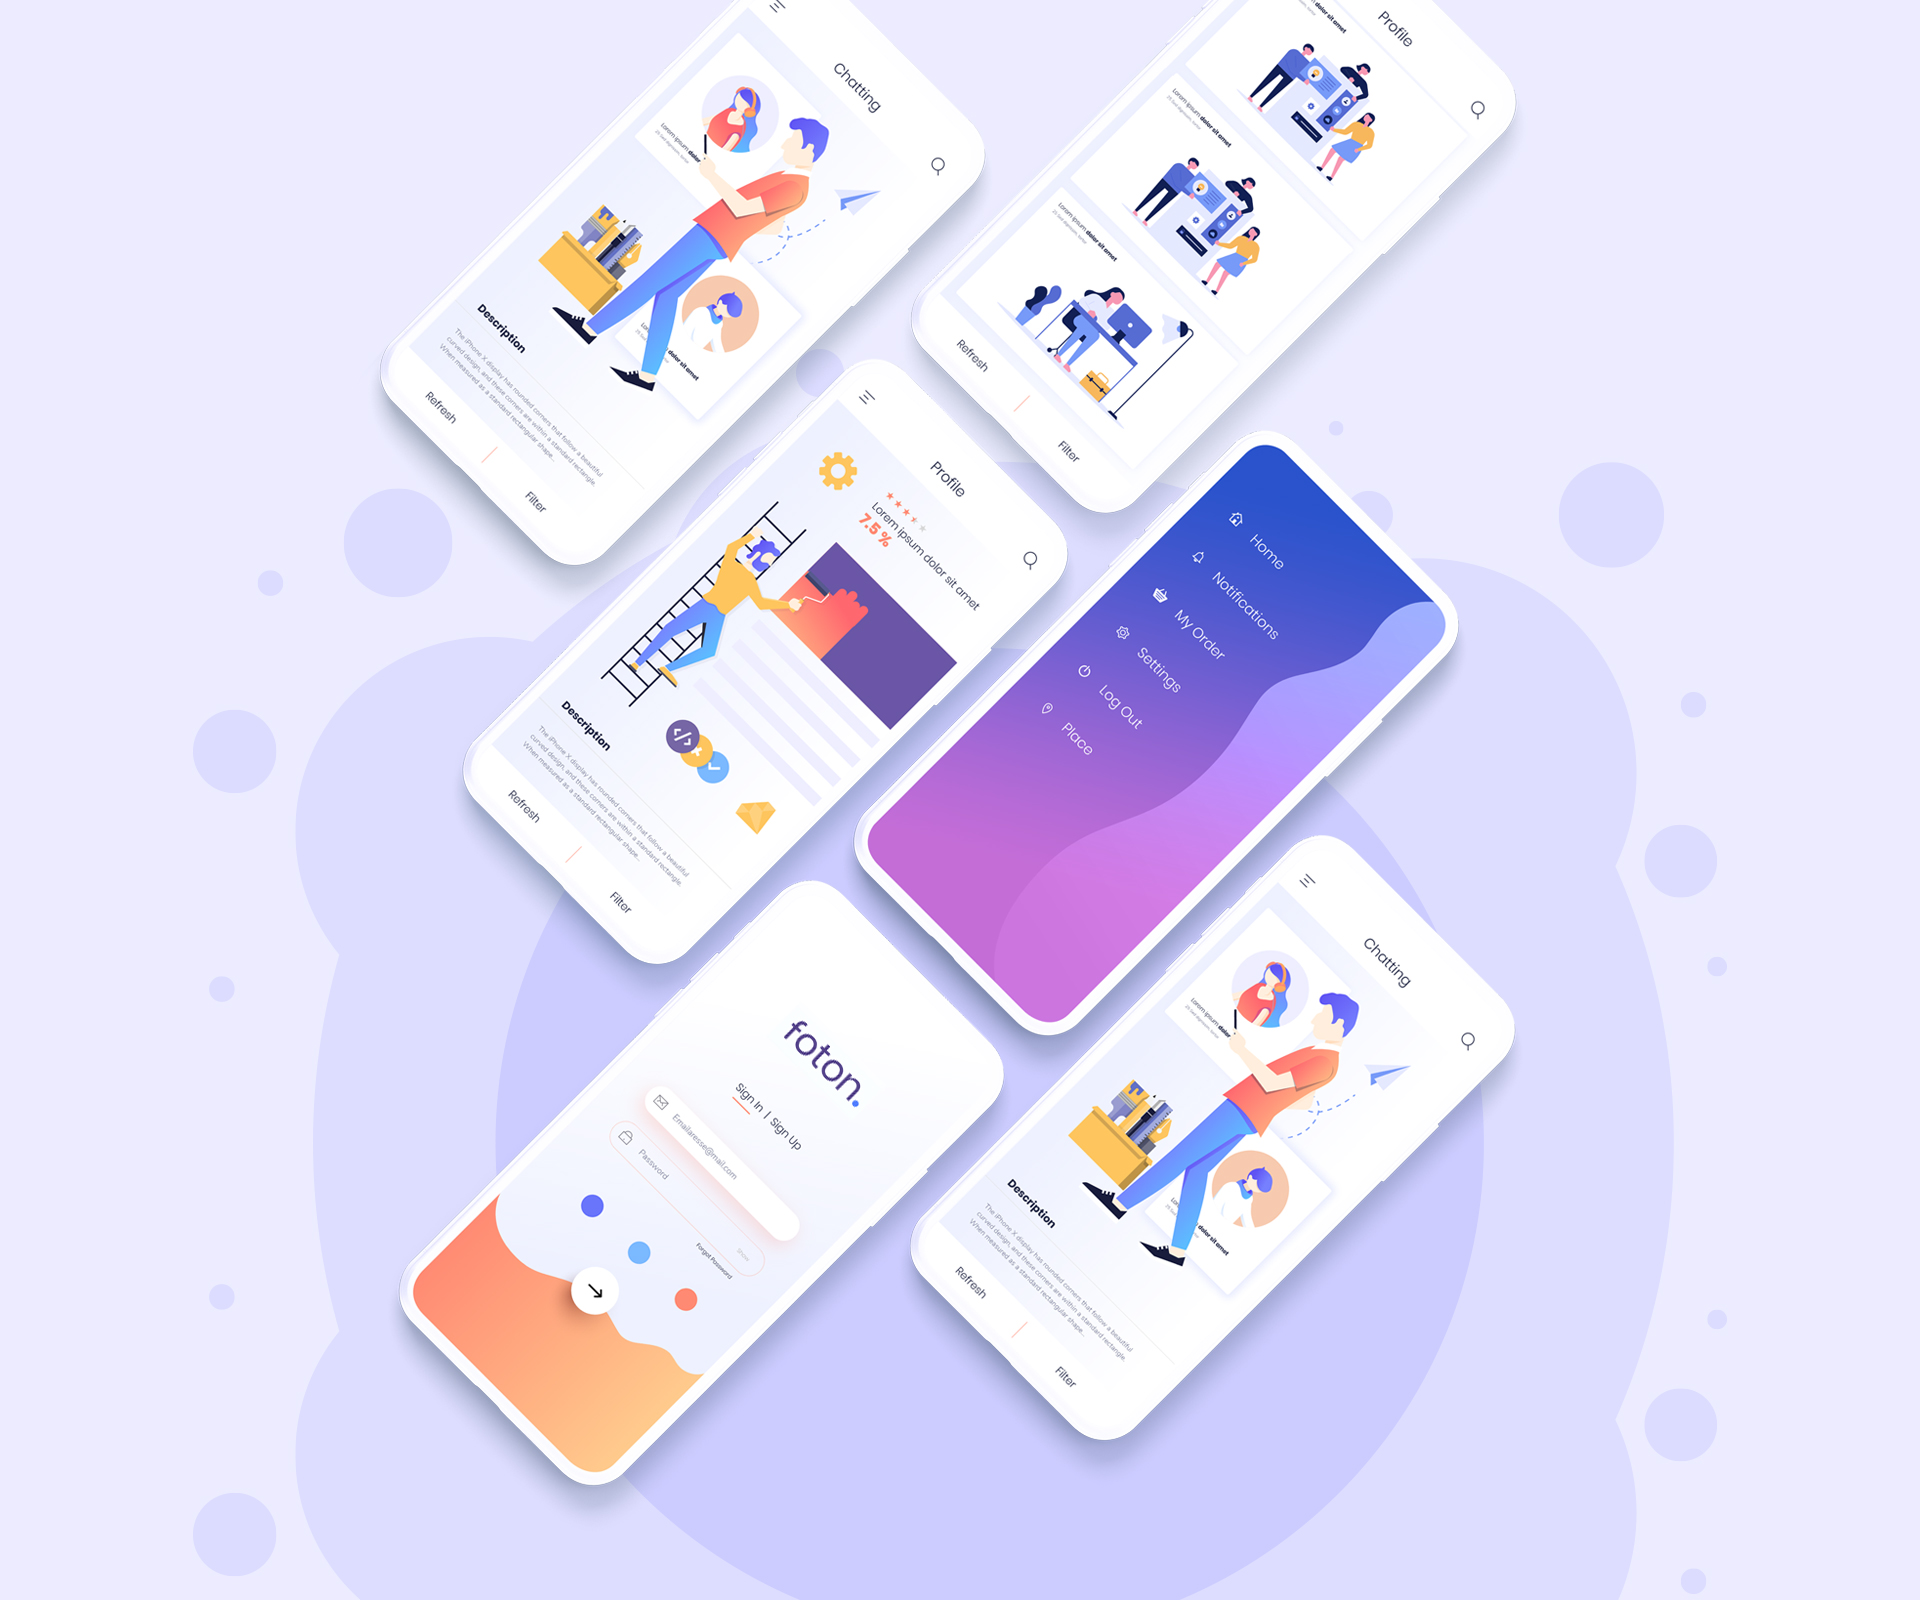 Chatting
Lorem ipsum dolor
Lorem ipsum dolor sit amet
Description
The iPhone X display has rounded corners that follow a beautiful
curved design, and these corners are within a standard rectangle.
When measured as a standard rectangular shape...
Refresh
Filter
Profile
dolor sit amet
Lorem ipsum dolor sit amet
Lorem ipsum dolor sit amet
Refresh
Filter
Profile
Lorem ipsum dolor sit amet
7.5 %
Description
The iPhone X display has rounded corners that follow a beautiful
curved design, and these corners are within a standard rectangle.
When measured as a standard rectangular shape...
Refresh
Filter
Home
Notifications
My Order
Settings
Log Out
Place
foton.
Sign In | Sign Up
Emailaresse@mail.com
Password
Show
Forgot Password
Chatting
Lorem ipsum dolor
dolor sit amet
Description
The iPhone X display has rounded corners that follow a beautiful
curved design, and these corners are within a standard rectangle.
When measured as a standard rectangular shape...
Refresh
Filter